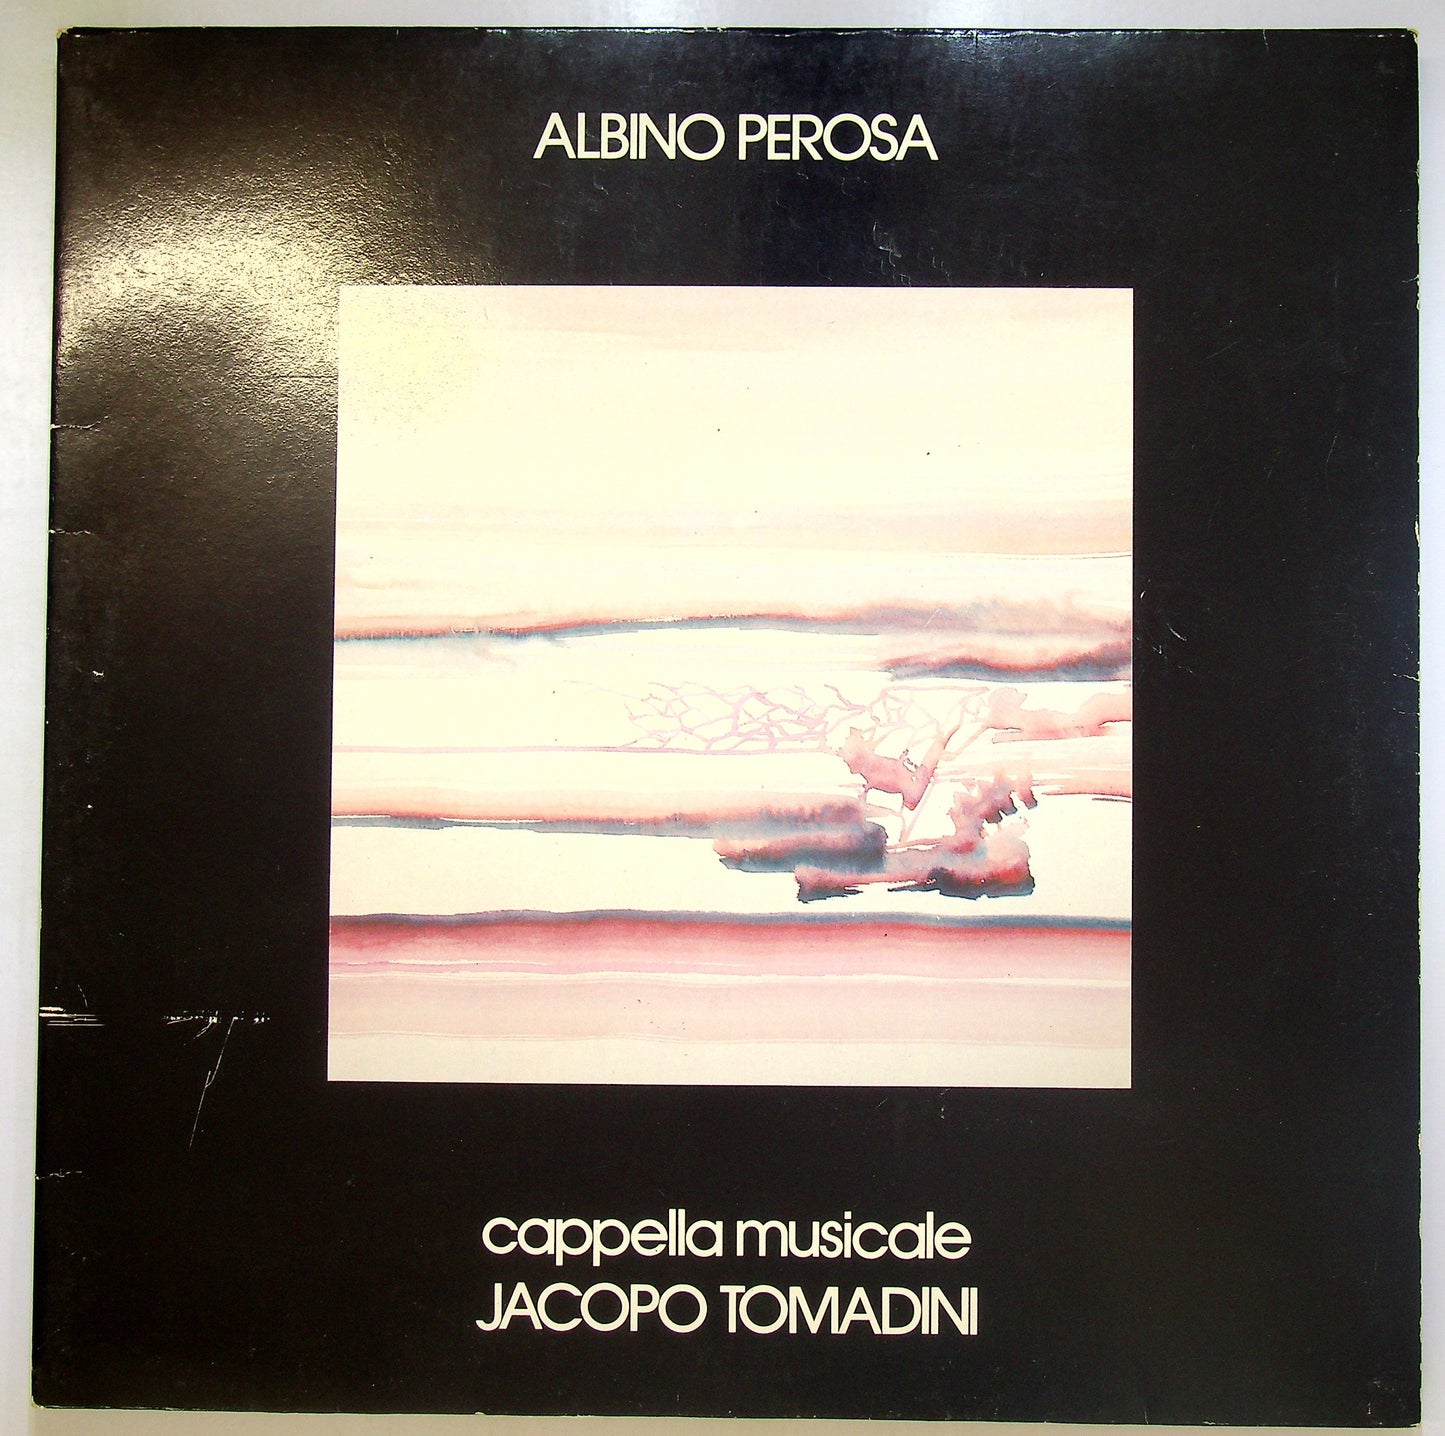 ALBINO PEROSA
cappella musicale
JACOPO TOMADINI